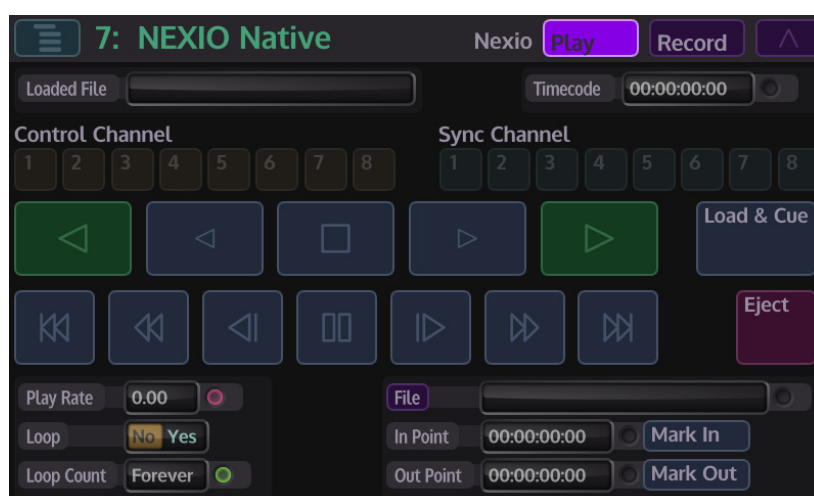 7: NEXIO Native Nexio Play Record
Loaded File Timecode 00:00:00:00
Control Channel Sync Channel
1 2 3 4 5 6 7 8 1 2 3 4 5 6 7 8
Load & Cue
Eject
Play Rate 0.00 File
Loop No Yes In Point 00:00:00:00 Mark In
Loop Count Forever Out Point 00:00:00:00 Mark Out